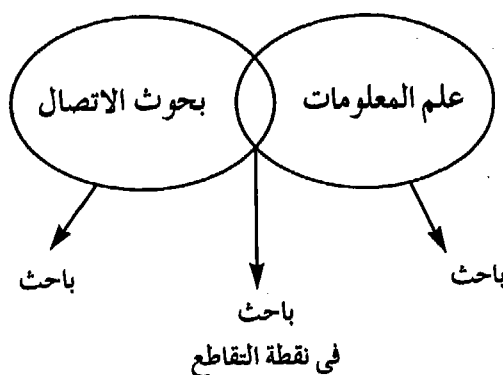 علم المعلومات
بحوث الاتصال
باحث
باحث
في نقطة التقاطع
باحث